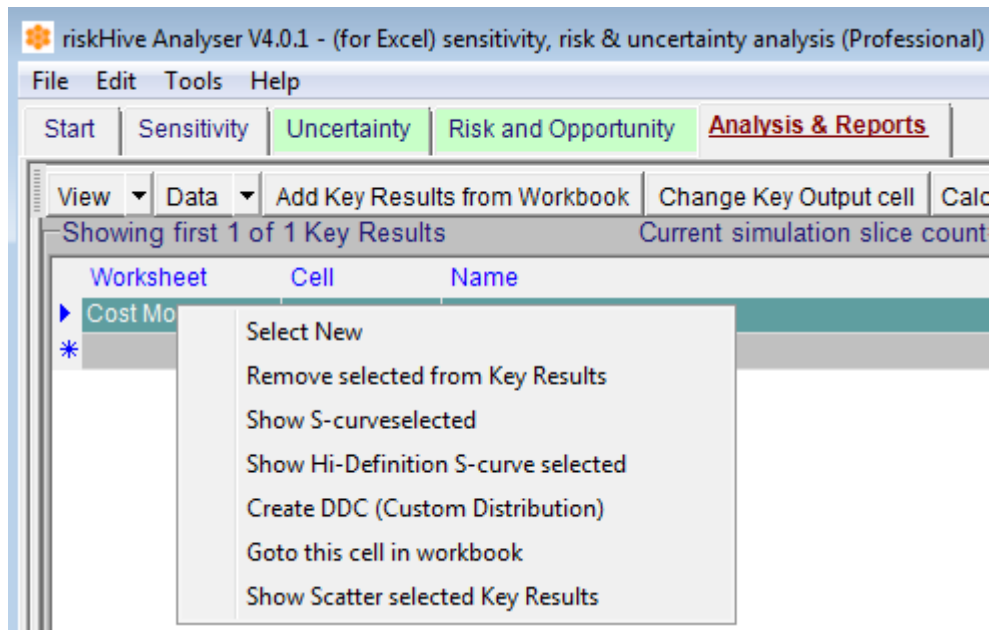 riskHive Analyser V4.0.1 - (for Excel) sensitivity, risk & uncertainty analysis (Professional)
File Edit Tools Help
Start Sensitivity Uncertainty Risk and Opportunity Analysis & Reports
View Data Add Key Results from Workbook Change Key Output cell
Showing first 1 of 1 Key Results Current simulation slice count
Worksheet Cell Name
Cost
Select New
Remove selected from Key Results
Show S-curveselected
Show Hi-Definition S-curve selected
Create DDC (Custom Distribution)
Goto this cell in workbook
Show Scatter selected Key Results